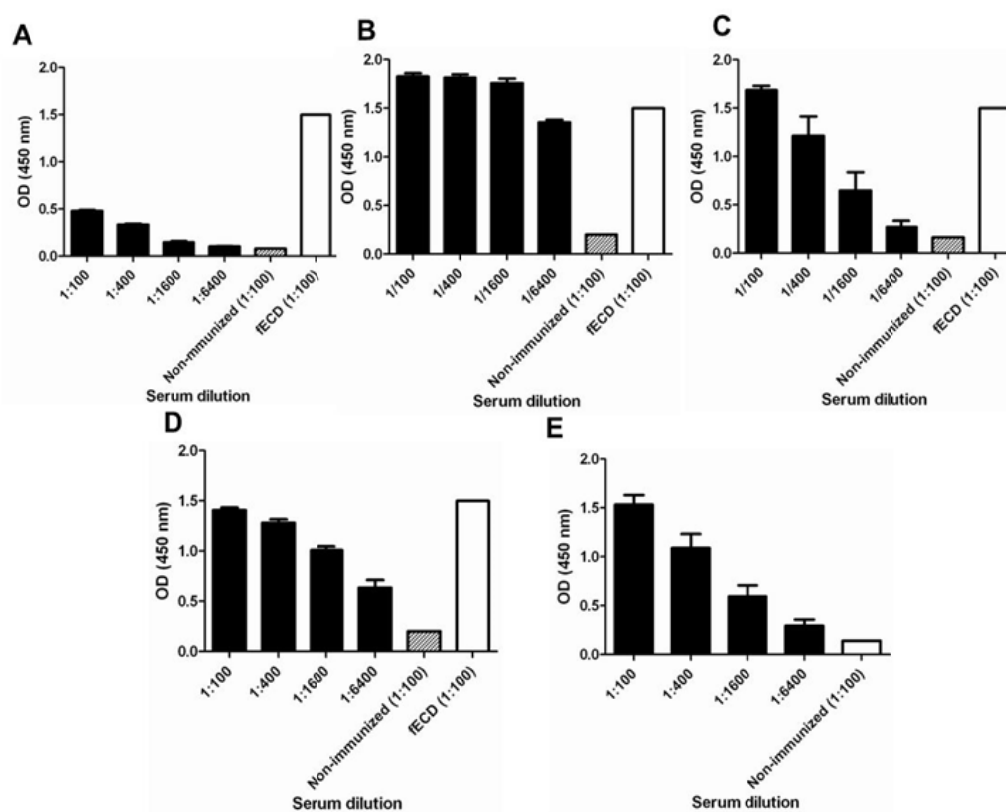 A
2.0
1.5
1.0
0.5
0.0
OD (450 nm)
1:100
1:400
1:1600
1:6400
Non-mmunized (1:100)
fECD (1:100)
Serum dilution
B
2.0
1.5
1.0
0.5
0.0
OD (450 nm)
1/100
1/400
1/1600
1/6400
Non-immunized (1:100)
fECD (1:100)
Serum dilution
C
2.0
1.5
1.0
0.5
0.0
OD (450 nm)
1/100
1/400
1/1600
1/6400
Non-immunized (1:100)
fECD (1:100)
Serum dilution
D
2.0
1.5
1.0
0.5
0.0
OD (450 nm)
1:100
1:400
1:1600
1:6400
Non-immunized (1:100)
fECD (1:100)
Serum dilution
E
2.0
1.5
1.0
0.5
0.0
OD (450 nm)
1:100
1:400
1:1600
1:6400
Non-immunized (1:100)
Serum dilution